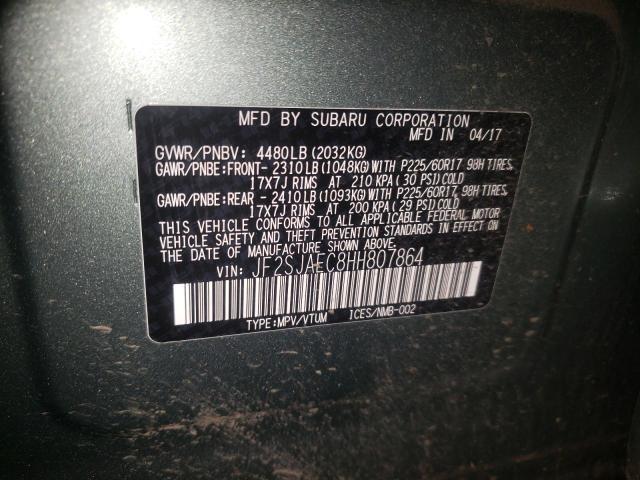 MFD BY SUBARU CORPORATION
MFD IN 04/17
GVWR/PNBV: 4480LB(2032KG)
GAWR/PNBE:FRONT- 2310LB(1048KG)WITH P225/60R17 98H TIRES,
17X7J RIMS AT 210 KPA(30 PSI)COLD
GAWR/PNBE:REAR - 2410LB(1093KG)WITH P225/60R17 98H TIRES,
17X7J RIMS AT 200 KPA(29 PSI)COLD
THIS VEHICLE CONFORMS TO ALL APPLICABLE FEDERAL MOTOR
VEHICLE SAFETY AND THEFT PREVENTION STANDARDS IN EFFECT ON
THE DATE OF MANUFACTURE SHOWN ABOVE.
VIN: JF2SJAEC8HH807864
TYPE:MPV/VTUM ICES/NMB-002